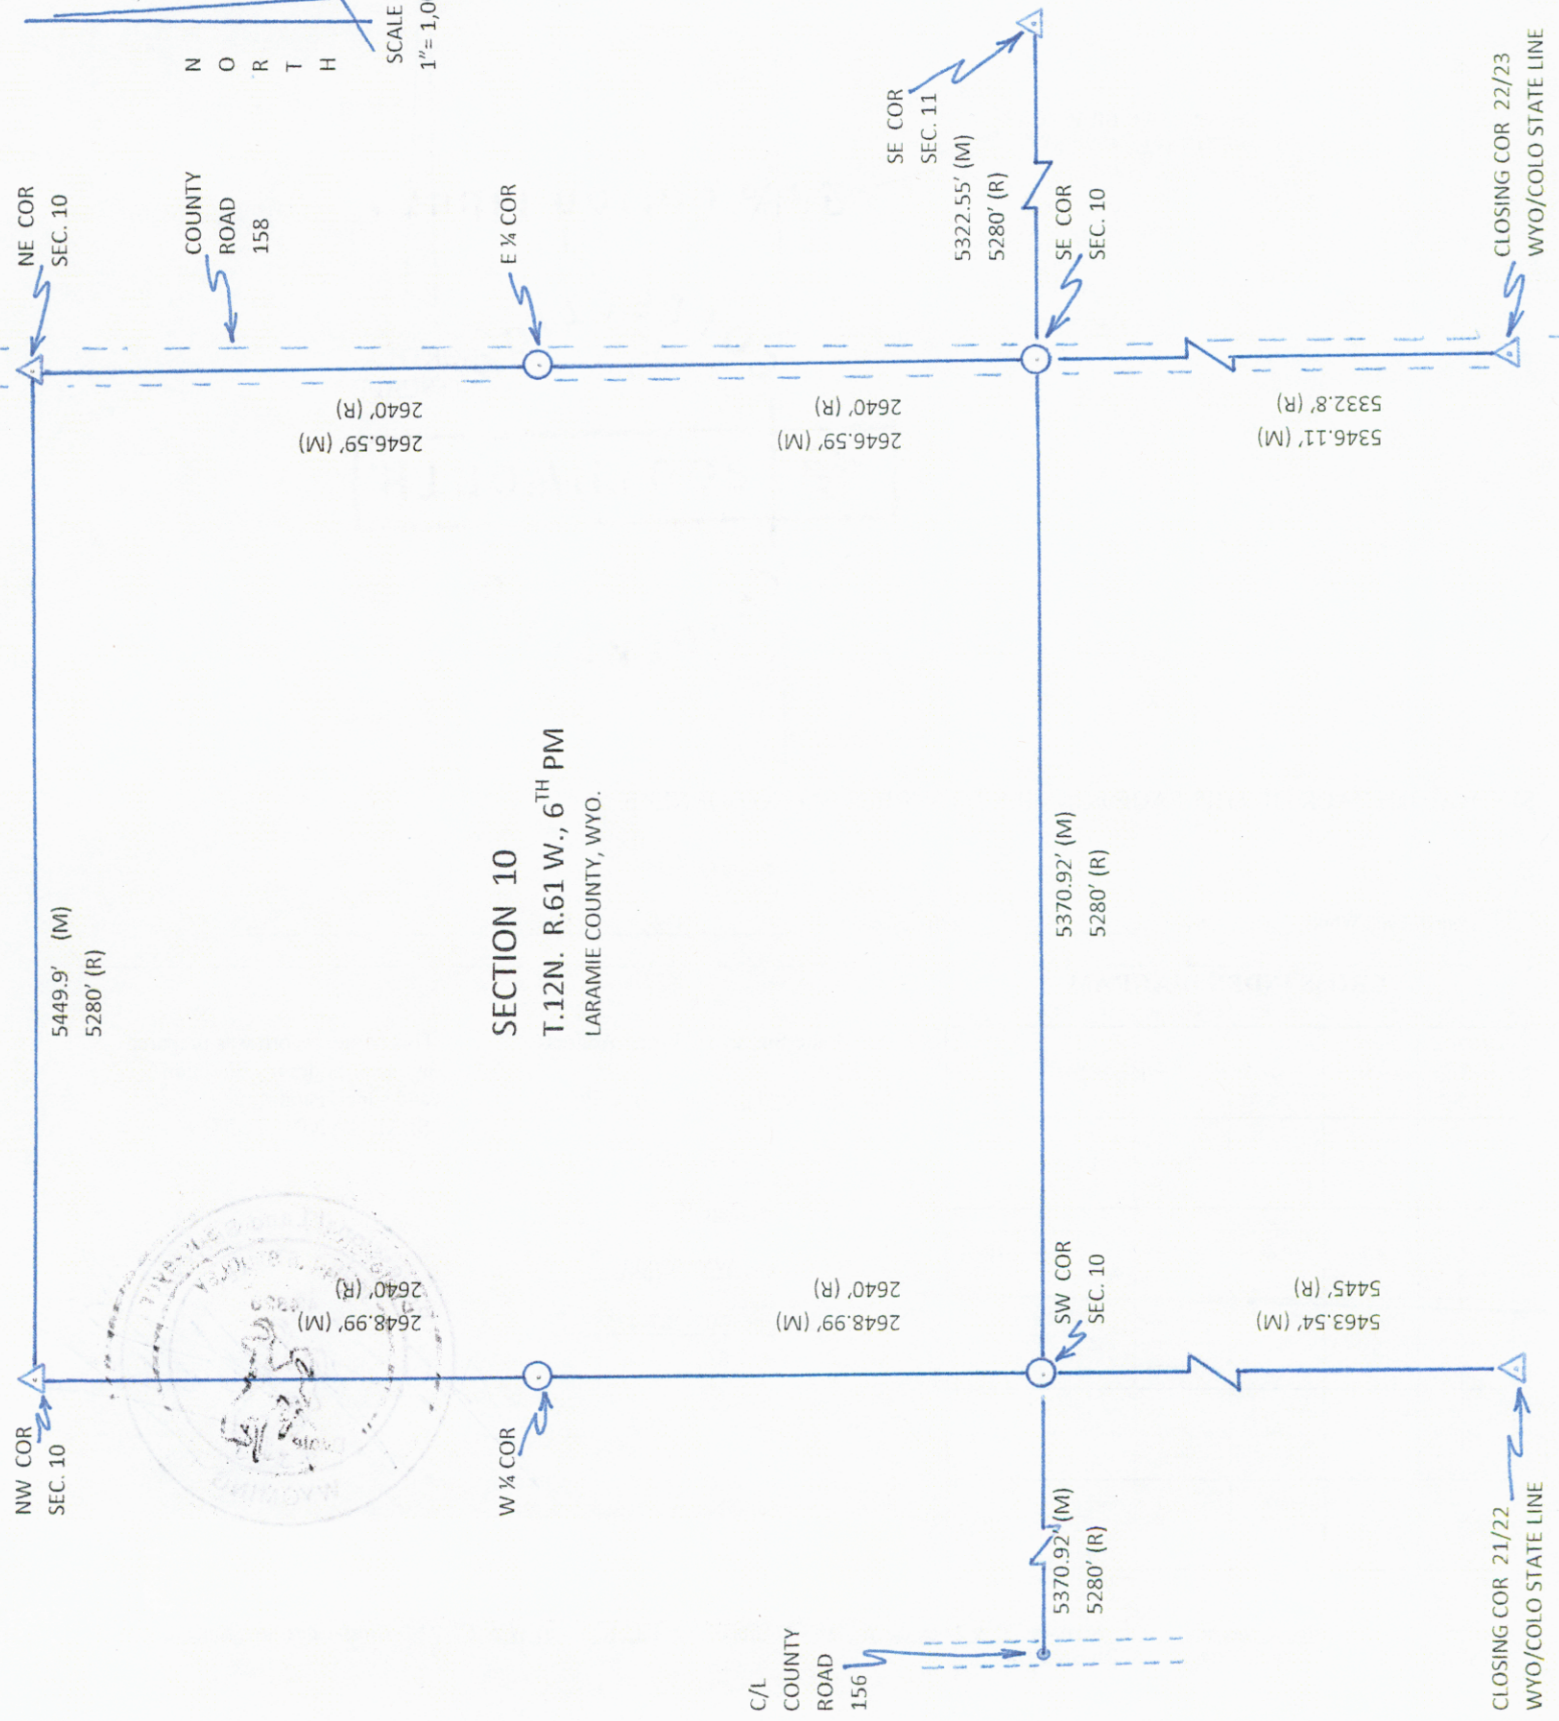 N
O
R
T
H
SCALE
1"= 1,0
NW COR
SEC. 10
NE COR
SEC. 10
5449.9' (M)
5280' (R)
COUNTY
ROAD
158
2640' (R)
2648.99' (M)
2640' (R)
2646.59' (M)
W ¼ COR
E ¼ COR
SECTION 10
T.12N. R.61 W., 6TH PM
LARAMIE COUNTY, WYO.
2640' (R)
2648.99' (M)
2640' (R)
2646.59' (M)
SE COR
SEC. 11
5322.55' (M)
5280' (R)
C/L
COUNTY
ROAD
156
SW COR
SEC. 10
SE COR
SEC. 10
5370.92' (M)
5280' (R)
5370.92' (M)
5280' (R)
5445' (R)
5463.54' (M)
5332.8' (R)
5346.11' (M)
CLOSING COR 21/22
WYO/COLO STATE LINE
CLOSING COR 22/23
WYO/COLO STATE LINE
WYOMING